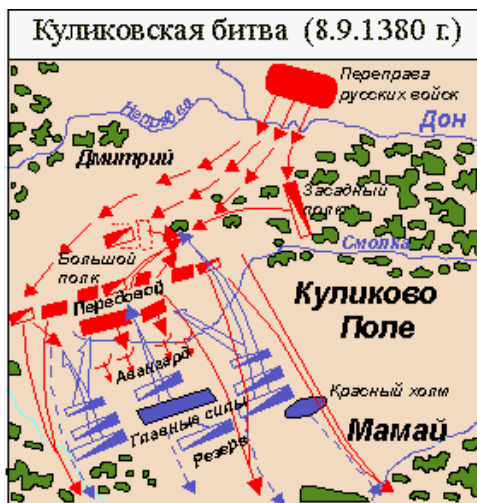 Куликовская битва (8.9.1380 г.)
Переправа
русских войск
Непрядва
Дон
Дмитрий
Засадный
полк
Большой
полк
Смолка
Передовой
Куликово
Поле
Авангард
Красный холм
Главные силы
Мамай
Резерв